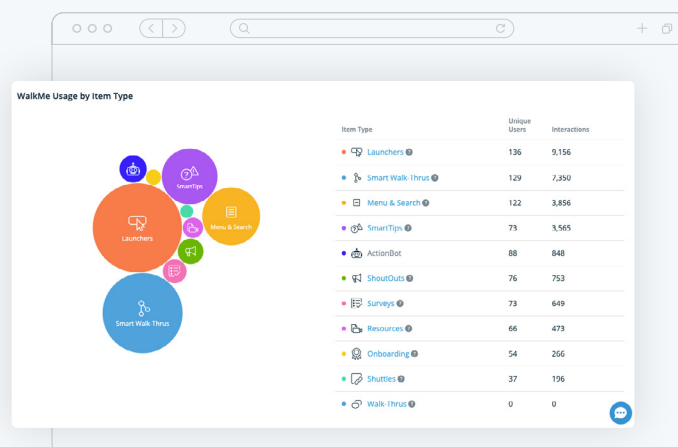 WalkMe Usage by Item Type
SmartTips
Launchers
Menu & Search
Smart Walk-Thrus
Item Type Unique Users Interactions
Launchers 136 9,156
Smart Walk-Thrus 129 7,350
Menu & Search 122 3,856
SmartTips 73 3,565
ActionBot 88 848
ShoutOuts 76 753
Surveys 73 649
Resources 66 473
Onboarding 54 266
Shuttles 37 196
Walk-Thrus 0 0